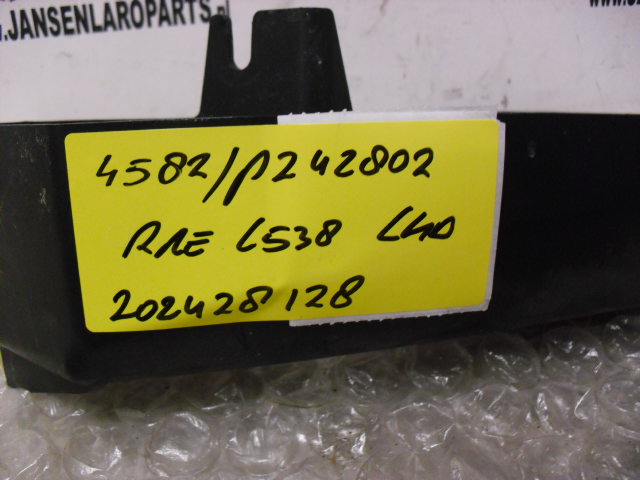 .JANSENLAROPARTS.nl
www.
4582/P242802
RRE L538 LHD
202428128